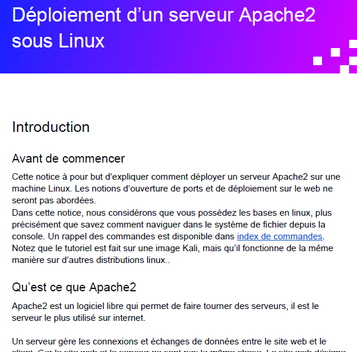 Déploiement d'un serveur Apache2
sous Linux
Introduction
Avant de commencer
Cette notice à pour but d'expliquer comment déployer un serveur Apache2 sur une
machine Linux. Les notions d'ouverture de ports et de déploiement sur le web ne
seront pas abordées.
Dans cette notice, nous considérons que vous possédez les bases en linux, plus
précisément que savez comment naviguer dans le système de fichier depuis la
console. Un rappel des commandes est disponible dans index de commandes.
Notez que le tutoriel est fait sur une image Kali, mais qu'il fonctionne de la même
manière sur d'autres distributions linux..
Qu'est ce que Apache2
Apache2 est un logiciel libre qui permet de faire tourner des serveurs, il est le
serveur le plus utilisé sur internet.
Un serveur gère les connexions et échanges de données entre le site web et le